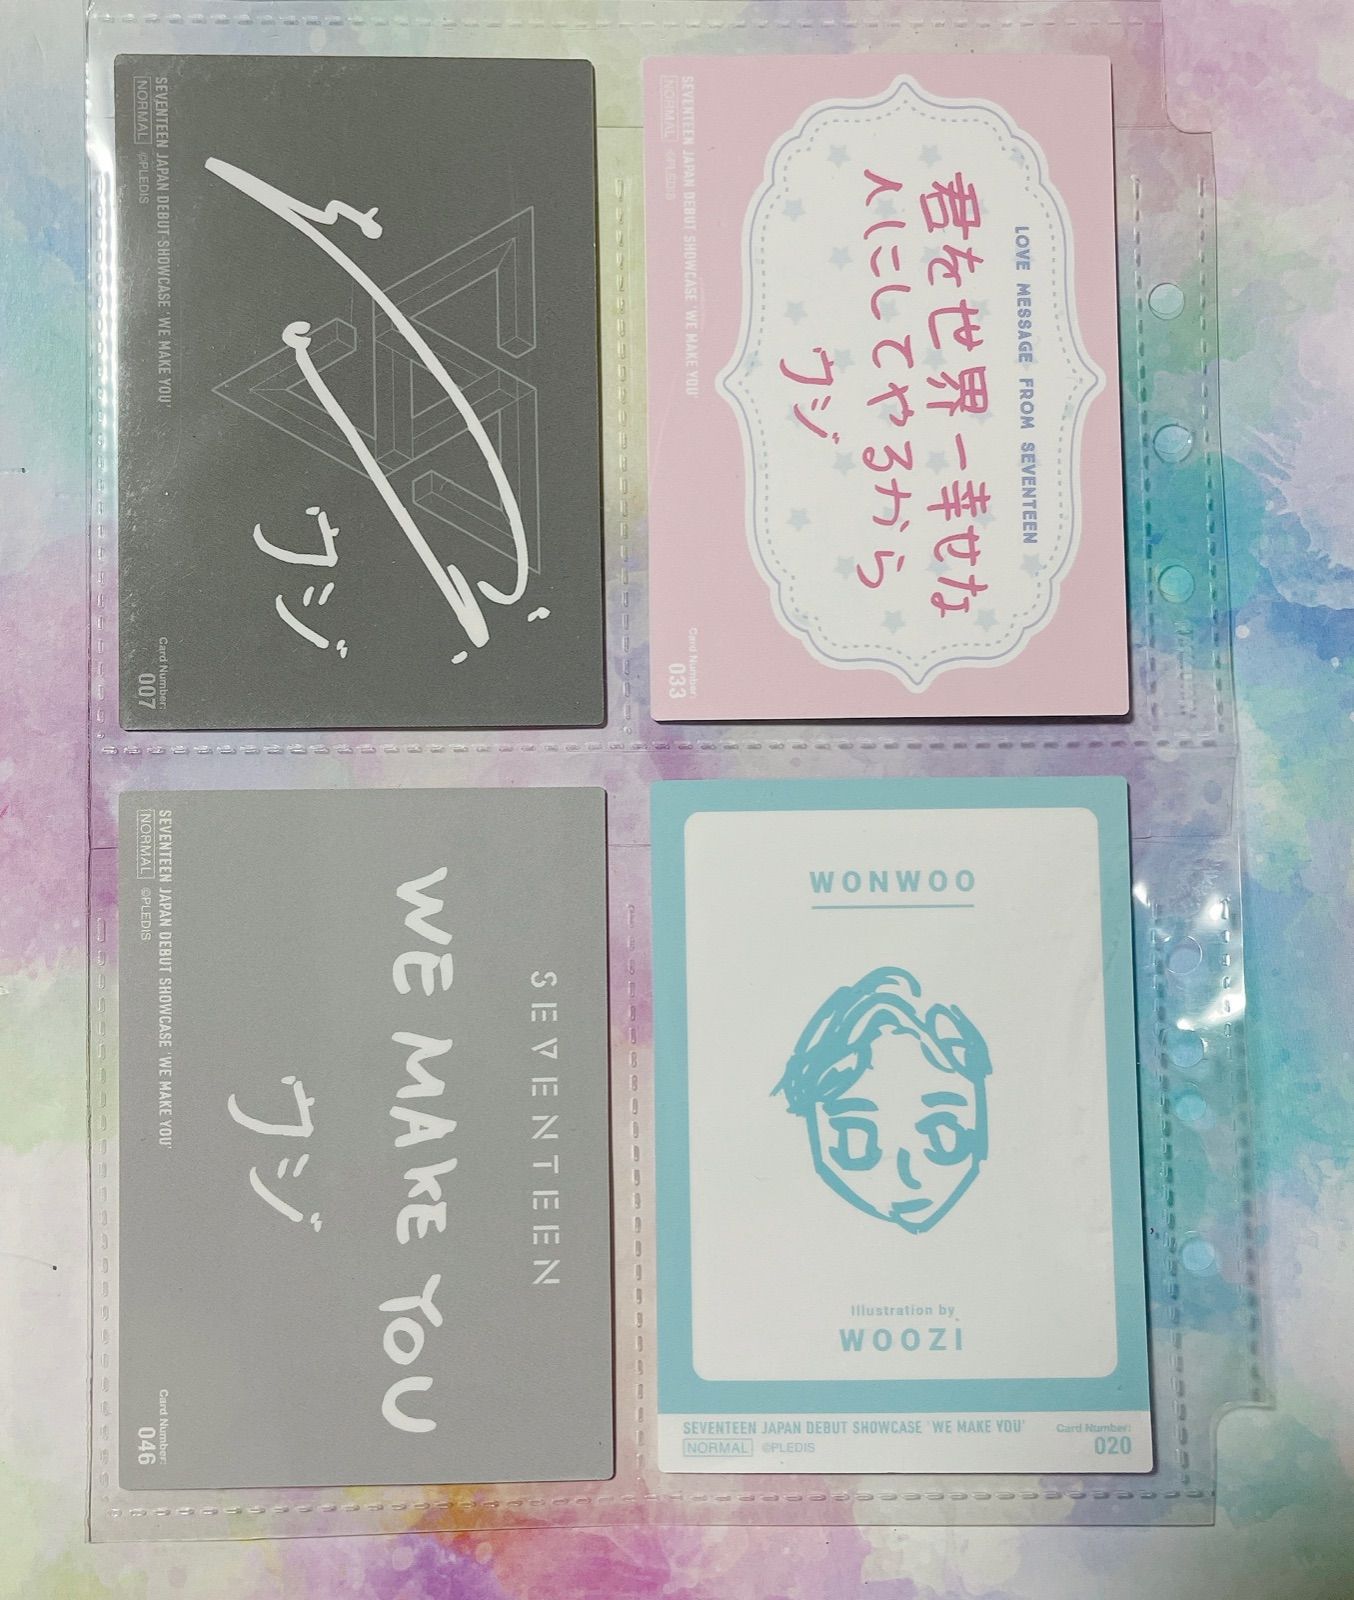 ウジ
SEVENTEEN JAPAN DEBUT SHOWCASE 'WE MAKE YOU'
NORMAL ©PLEDIS
Card Number:
007
LOVE MESSAGE FROM SEVENTEEN
君を世界一幸せな
人にしてやるから
ウジ
SEVENTEEN JAPAN DEBUT SHOWCASE 'WE MAKE YOU'
NORMAL ©PLEDIS
Card Number:
033
SEVENTEEN
WE MAKE YOU
ウジ
SEVENTEEN JAPAN DEBUT SHOWCASE 'WE MAKE YOU'
NORMAL ©PLEDIS
Card Number:
046
WONWOO
Illustration by
WOOZI
SEVENTEEN JAPAN DEBUT SHOWCASE 'WE MAKE YOU'
Card Number:
NORMAL ©PLEDIS
020